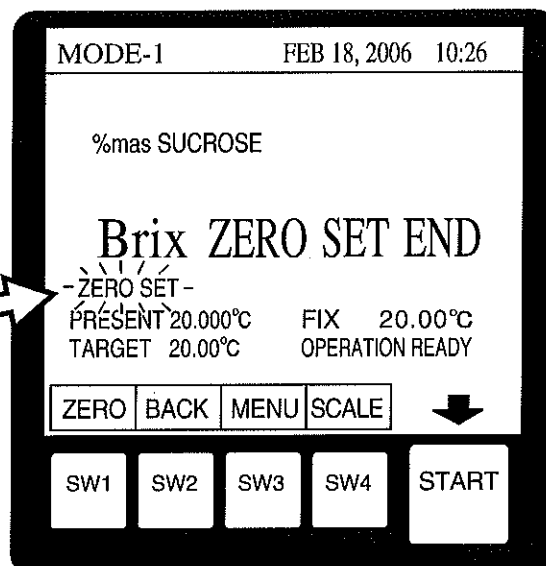 MODE-1 FEB 18, 2006 10:26
%mas SUCROSE
Brix ZERO SET END
-ZERO SET-
PRESENT 20.000°C FIX 20.00°C
TARGET 20.00°C OPERATION READY
ZERO BACK MENU SCALE
SW1 SW2 SW3 SW4 START